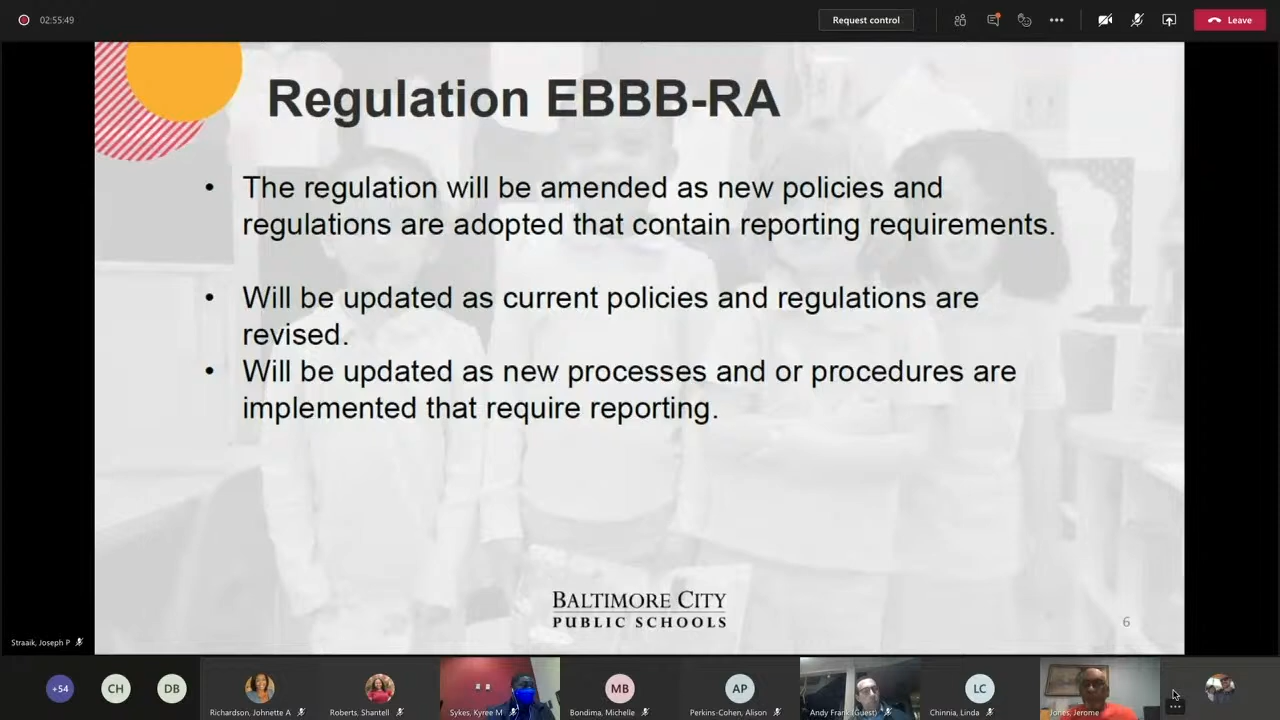 02:55:49
Request control
Leave
Regulation EBBB-RA
• The regulation will be amended as new policies and
regulations are adopted that contain reporting requirements.
• Will be updated as current policies and regulations are
revised.
• Will be updated as new processes and or procedures are
implemented that require reporting.
BALTIMORE CITY
PUBLIC SCHOOLS
6
Straaik, Joseph P
+54
CH
DB
MB
AP
LC
Richardson, Johnette A
Roberts, Shantell
Sykes, Kyree M
Bondima, Michelle
Perkins-Cohen, Alison
Andy Frank (Guest)
Chinnia, Linda
Jones, Jerome